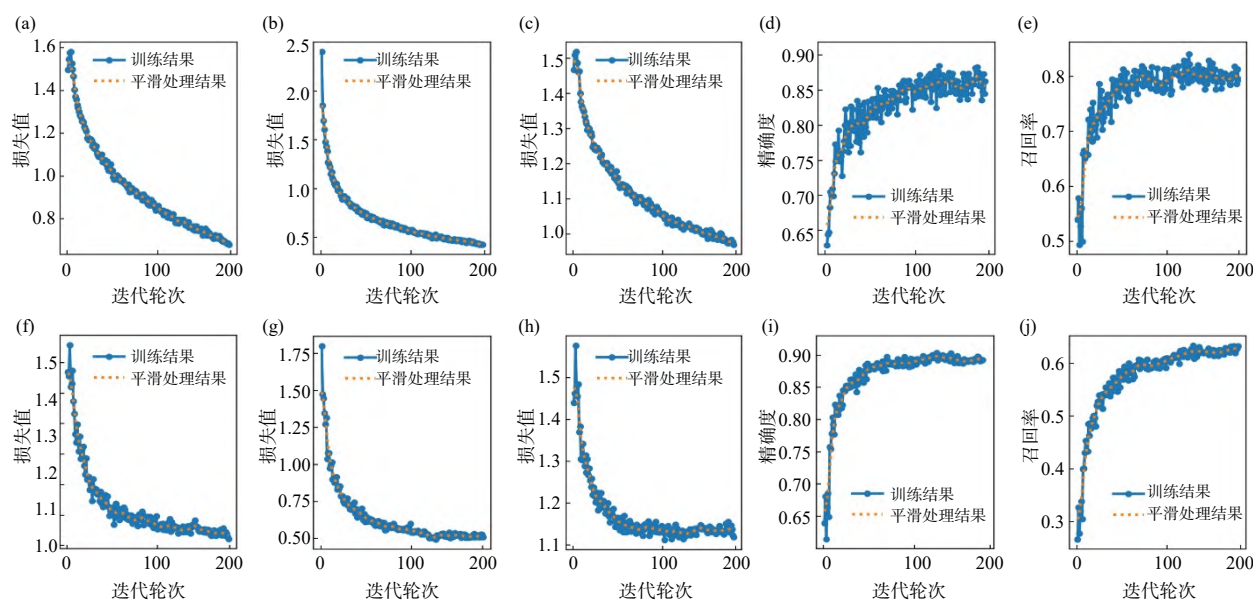 (a)
1.6
1.4
1.2
1.0
0.8
损失值
训练结果
平滑处理结果
0 100 200
迭代轮次
(b)
2.5
2.0
1.5
1.0
0.5
损失值
训练结果
平滑处理结果
0 100 200
迭代轮次
(c)
1.5
1.4
1.3
1.2
1.1
1.0
损失值
训练结果
平滑处理结果
0 100 200
迭代轮次
(d)
0.90
0.85
0.80
0.75
0.70
0.65
精确度
训练结果
平滑处理结果
0 100 200
迭代轮次
(e)
0.8
0.7
0.6
0.5
召回率
训练结果
平滑处理结果
0 100 200
迭代轮次
(f)
1.5
1.4
1.3
1.3
1.2
1.1
1.0
损失值
训练结果
平滑处理结果
0 100 200
迭代轮次
(g)
1.75
1.50
1.25
1.00
0.75
0.50
损失值
训练结果
平滑处理结果
0 100 200
迭代轮次
(h)
1.5
1.4
1.3
1.2
1.1
损失值
训练结果
平滑处理结果
0 100 200
迭代轮次
(i)
0.90
0.85
0.80
0.75
0.70
0.65
精确度
训练结果
平滑处理结果
0 100 200
迭代轮次
(j)
0.6
0.5
0.6
0.3
召回率
训练结果
平滑处理结果
0 100 200
迭代轮次